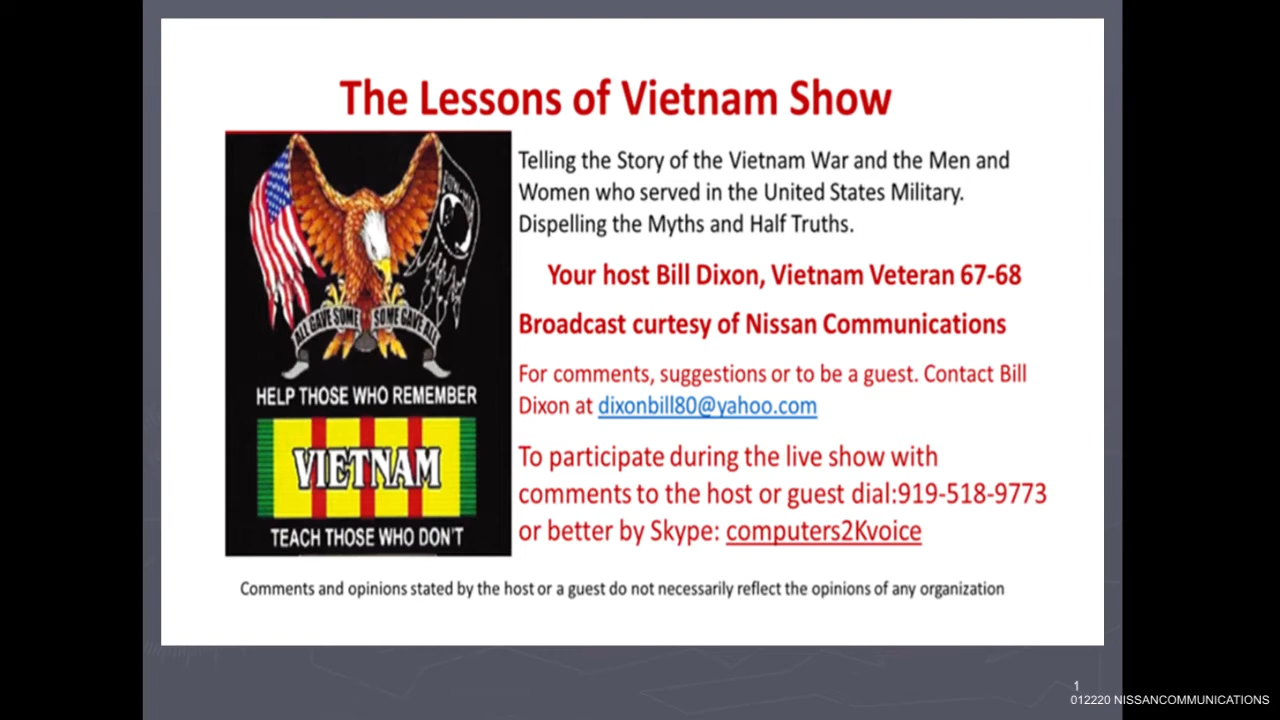 The Lessons of Vietnam Show
Telling the Story of the Vietnam War and the Men and
Women who served in the United States Military.
Dispelling the Myths and Half Truths.
Your host Bill Dixon, Vietnam Veteran 67-68
Broadcast curtesy of Nissan Communications
For comments, suggestions or to be a guest. Contact Bill
Dixon at dixonbill80@yahoo.com
To participate during the live show with
comments to the host or guest dial:919-518-9773
or better by Skype: computers2Kvoice
ALL GAVE SOME SOME GAVE ALL
HELP THOSE WHO REMEMBER
VIETNAM
TEACH THOSE WHO DON'T
Comments and opinions stated by the host or a guest do not necessarily reflect the opinions of any organization
1
012220 NISSANCOMMUNICATIONS